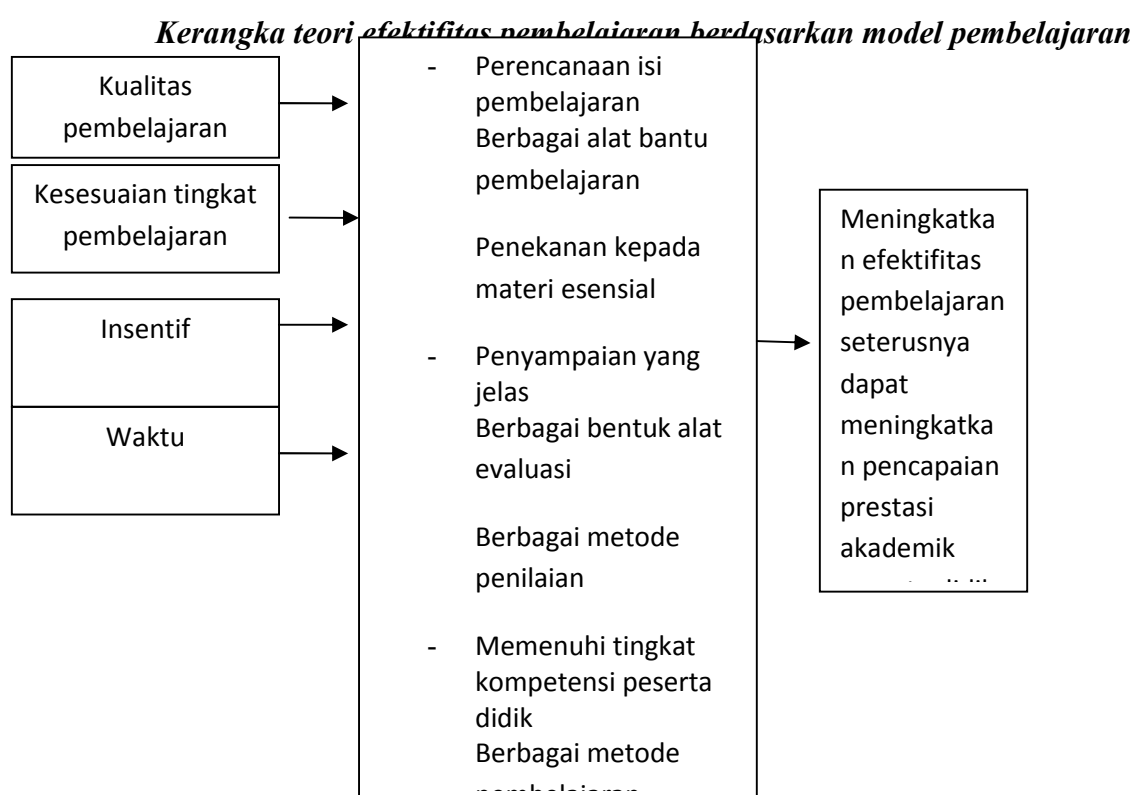 Kerangka teori efektifitas pembelajaran berdasarkan model pembelajaran
Kualitas
pembelajaran
Kesesuaian tingkat
pembelajaran
Insentif
Waktu
- Perencanaan isi
pembelajaran
Berbagai alat bantu
pembelajaran
Penekanan kepada
materi esensial
- Penyampaian yang
jelas
Berbagai bentuk alat
evaluasi
Berbagai metode
penilaian
- Memenuhi tingkat
kompetensi peserta
didik
Berbagai metode
pembelajaran
Meningkatka
n efektifitas
pembelajaran
seterusnya
dapat
meningkatka
n pencapaian
prestasi
akademik